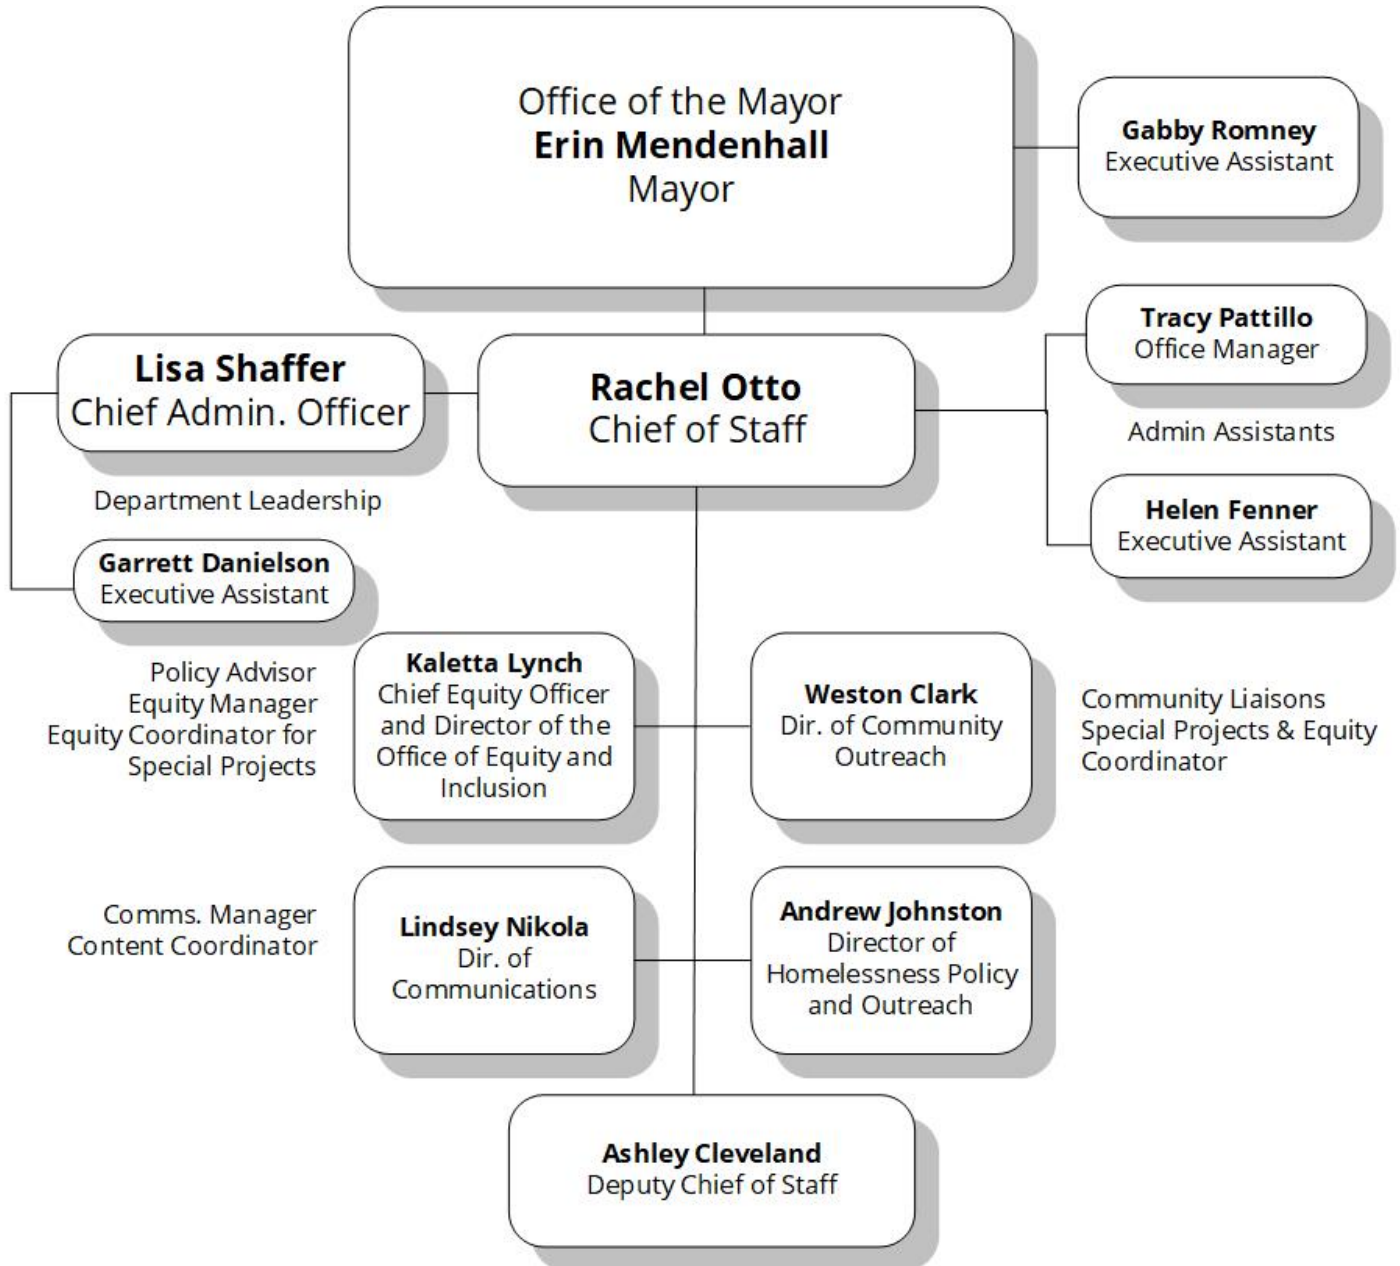 Office of the Mayor
Erin Mendenhall
Mayor
Gabby Romney
Executive Assistant
Lisa Shaffer
Chief Admin. Officer
Rachel Otto
Chief of Staff
Tracy Pattillo
Office Manager
Admin Assistants
Department Leadership
Helen Fenner
Executive Assistant
Garrett Danielson
Executive Assistant
Policy Advisor
Equity Manager
Equity Coordinator for
Special Projects
Kaletta Lynch
Chief Equity Officer
and Director of the
Office of Equity and
Inclusion
Weston Clark
Dir. of Community
Outreach
Community Liaisons
Special Projects & Equity
Coordinator
Comms. Manager
Content Coordinator
Lindsey Nikola
Dir. of
Communications
Andrew Johnston
Director of
Homelessness Policy
and Outreach
Ashley Cleveland
Deputy Chief of Staff